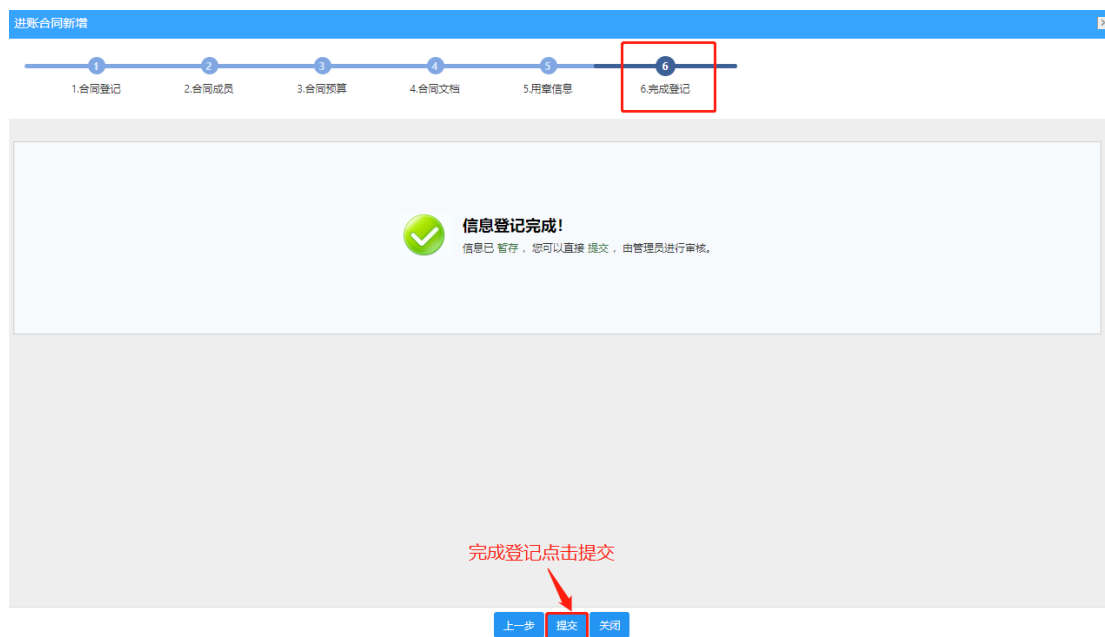 进账合同新增
1 2 3 4 5 6
1.合同登记 2.合同成员 3.合同预算 4.合同文档 5.用章信息 6.完成登记
信息登记完成！
信息已 暂存 ，您可以直接 提交 ，由管理员进行审核。
完成登记点击提交
上一步 提交 关闭